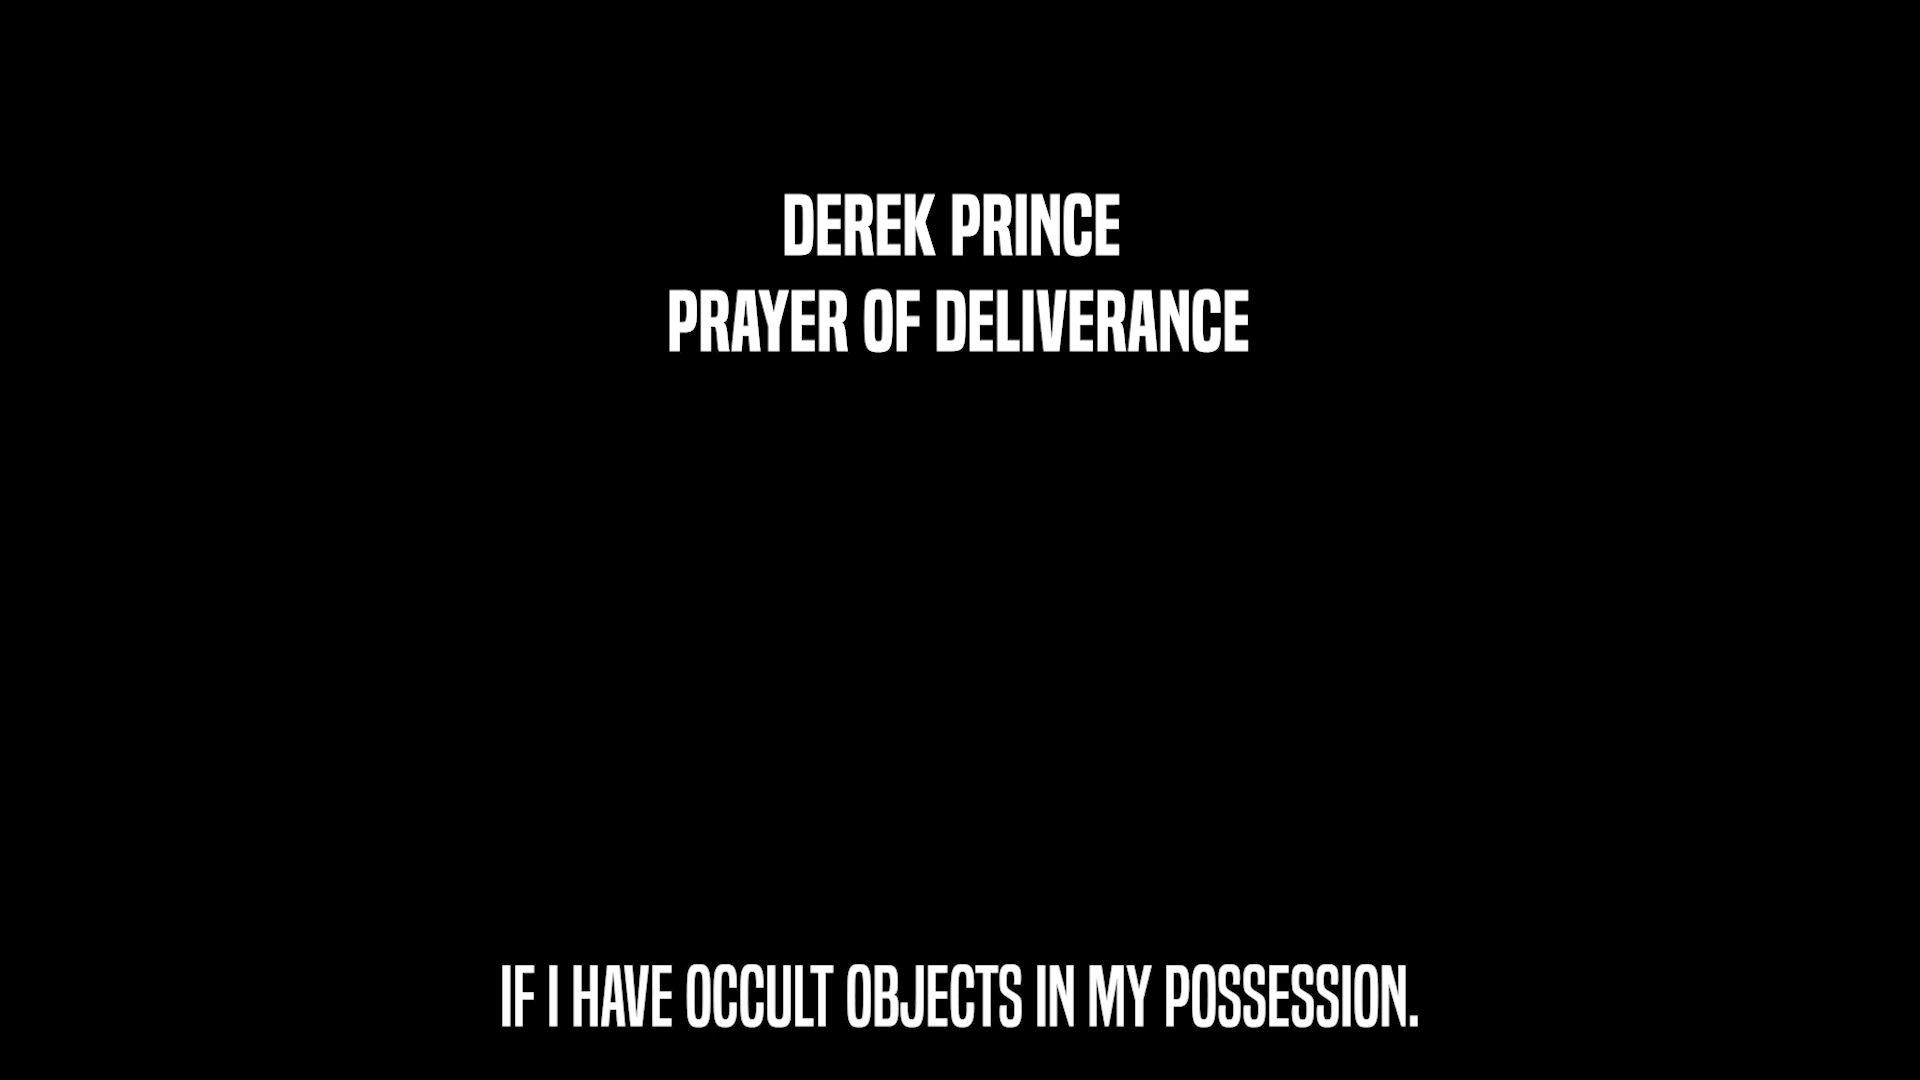 DEREK PRINCE
PRAYER OF DELIVERANCE
IF I HAVE OCCULT OBJECTS IN MY POSSESSION.